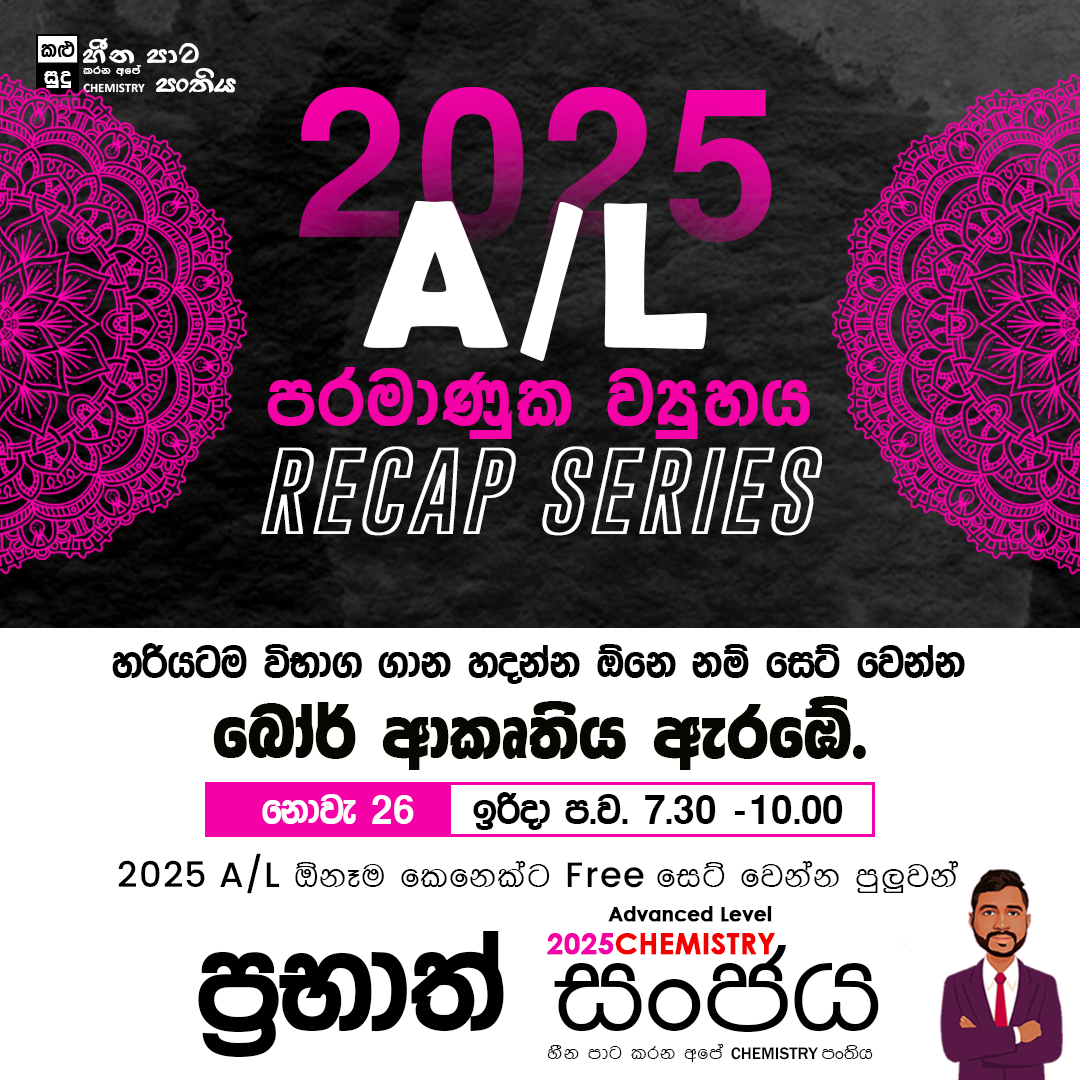 කළු
සුදු
හීන පාට
කරන අපේ
CHEMISTRY පංතිය
2025
A/L
පරමාණුක ව්‍යුහය
RECAP SERIES
හරියටම විභාග ගාන හදන්න ඕනෙ නම් සෙට් වෙන්න
බෝර් ආකෘතිය ඇරඹේ.
නොවැ 26 ඉරිදා ප.ව. 7.30 -10.00
2025 A/L ඕනෑම කෙනෙක්ට Free සෙට් වෙන්න පුලුවන්
Advanced Level
2025CHEMISTRY
ප්‍රභාත් සංජය
හීන පාට කරන අපේ CHEMISTRY පංතිය